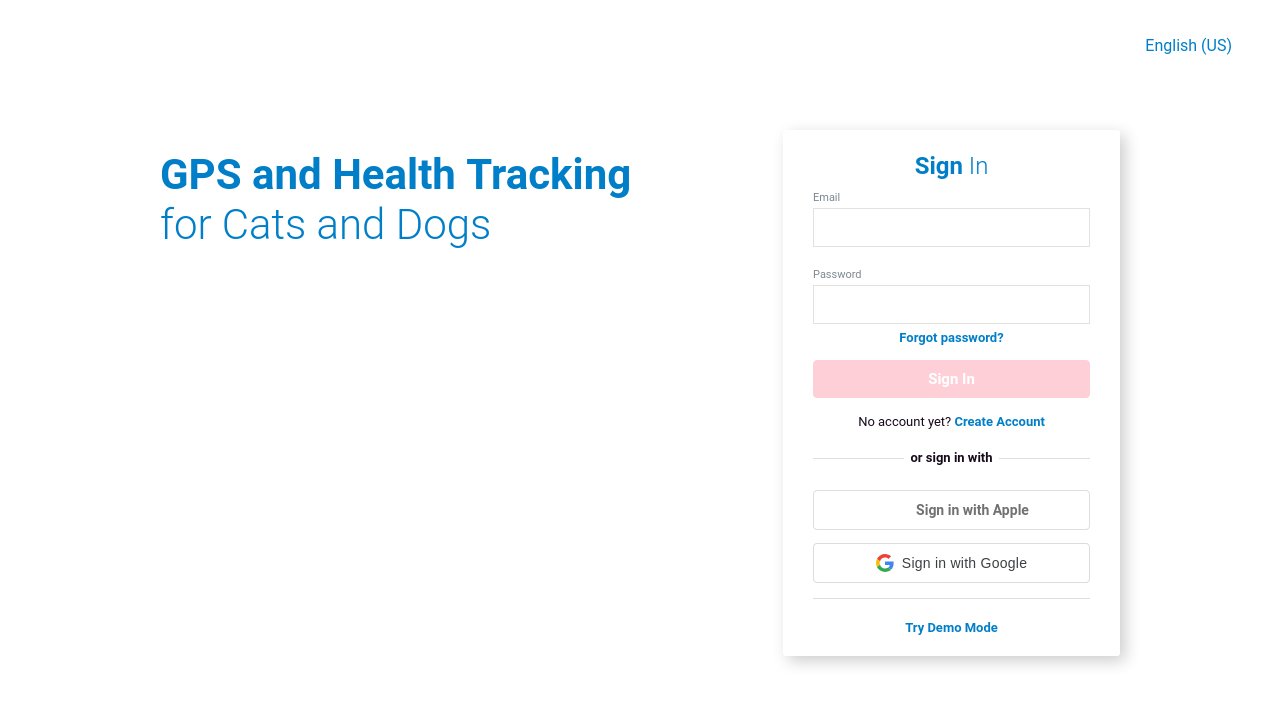 English (US)
GPS and Health Tracking
for Cats and Dogs
Sign In
Email
Password
Forgot password?
Sign In
No account yet? Create Account
or sign in with
Sign in with Apple
Sign in with Google
Try Demo Mode